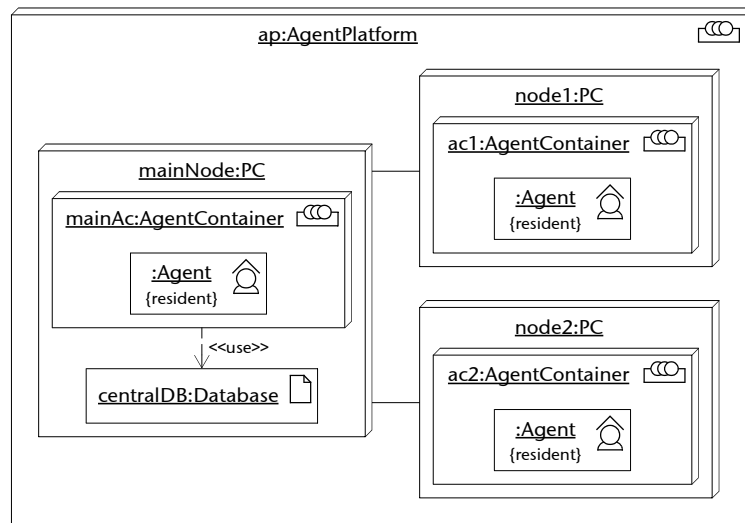 ap:AgentPlatform
mainNode:PC
mainAc:AgentContainer
:Agent
{resident}
<<use>>
centralDB:Database
node1:PC
ac1:AgentContainer
:Agent
{resident}
node2:PC
ac2:AgentContainer
:Agent
{resident}